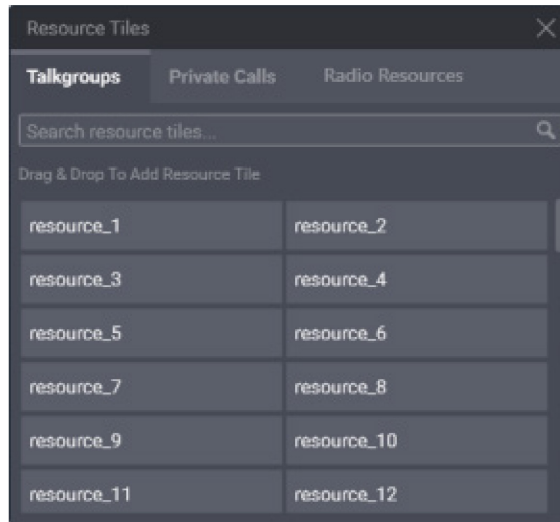 Resource Tiles
Talkgroups Private Calls Radio Resources
Search resource tiles...
Drag & Drop To Add Resource Tile
resource_1 resource_2
resource_3 resource_4
resource_5 resource_6
resource_7 resource_8
resource_9 resource_10
resource_11 resource_12